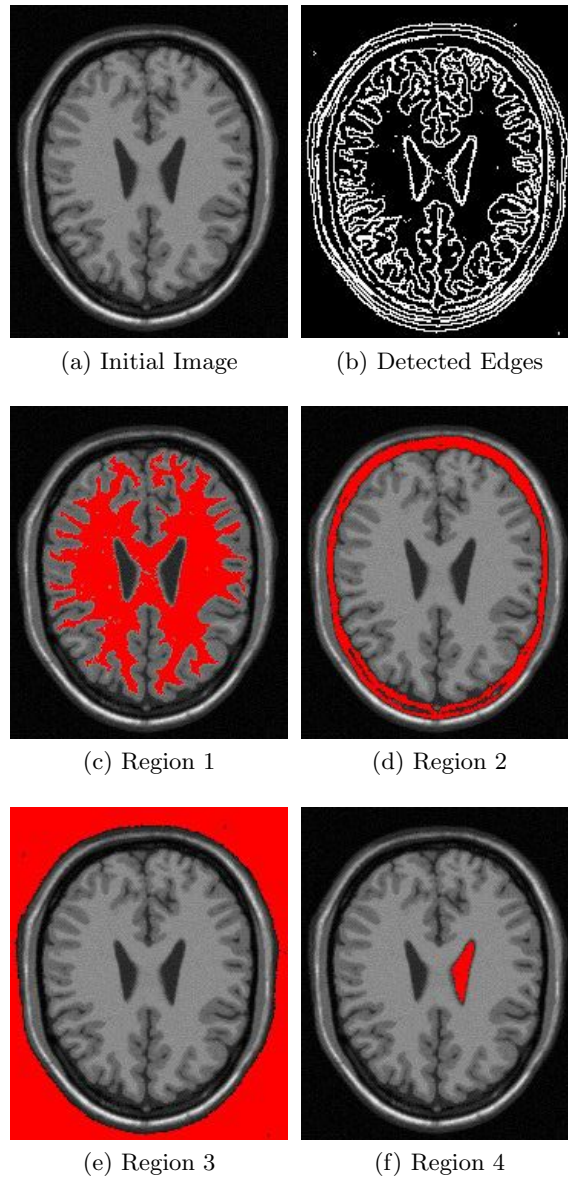 (a) Initial Image
(b) Detected Edges
(c) Region 1
(d) Region 2
(e) Region 3
(f) Region 4